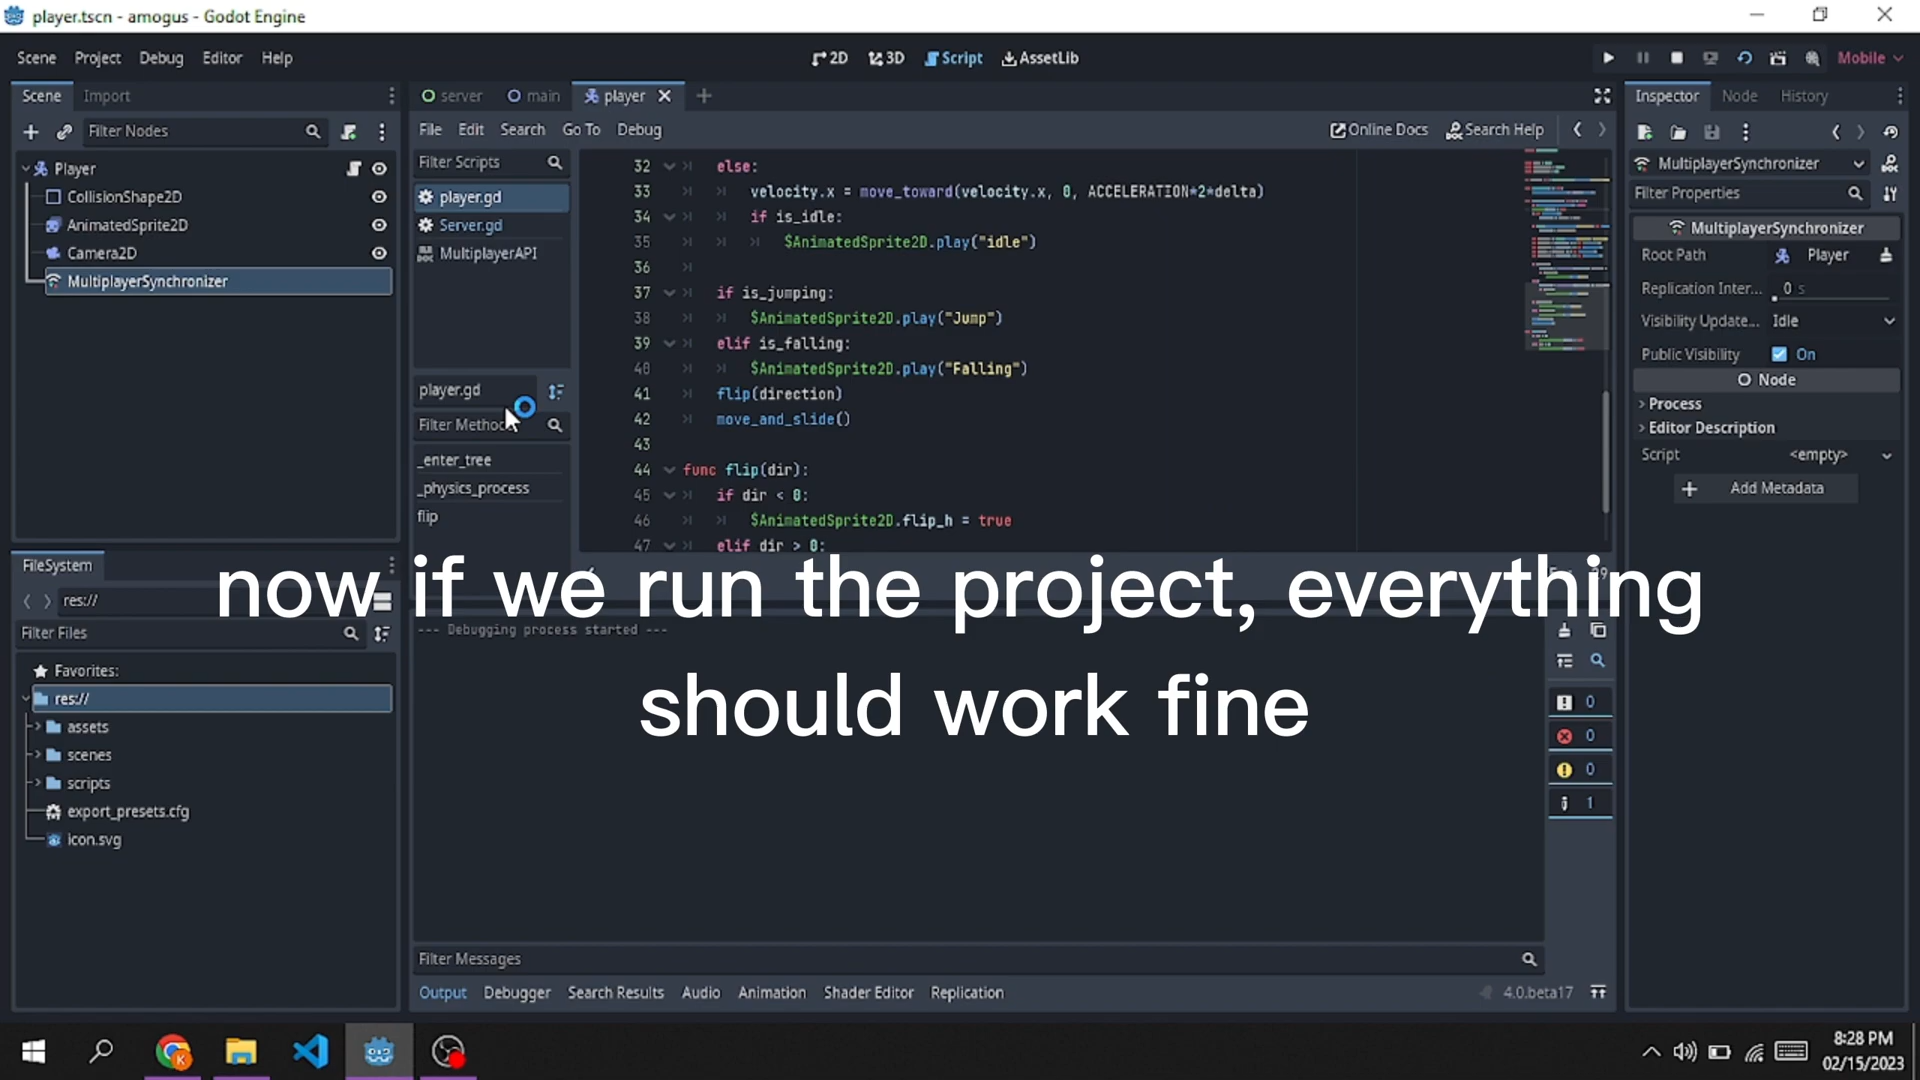 player.tscn - amogus - Godot Engine
Scene Project Debug Editor Help
2D 3D Script AssetLib
Mobile
Scene Import
server main player
Inspector Node History
Filter Nodes
File Edit Search Go To Debug
Online Docs Search Help
Player
CollisionShape2D
AnimatedSprite2D
Camera2D
MultiplayerSynchronizer
Filter Scripts
player.gd
Server.gd
MultiplayerAPI
player.gd
Filter Metho
_enter_tree
_physics_process
flip
32 else:
33 velocity.x = move_toward(velocity.x, 0, ACCELERATION*2*delta)
34 if is_idle:
35 $AnimatedSprite2D.play("idle")
36
37 if is_jumping:
38 $AnimatedSprite2D.play("Jump")
39 elif is_falling:
40 $AnimatedSprite2D.play("Falling")
41 flip(direction)
42 move_and_slide()
43
44 func flip(dir):
45 if dir < 0:
46 $AnimatedSprite2D.flip_h = true
47 elif dir > 0:
MultiplayerSynchronizer
Filter Properties
MultiplayerSynchronizer
Root Path Player
Replication Inter... 0 s
Visibility Update... Idle
Public Visibility On
Node
Process
Editor Description
Script <empty>
Add Metadata
now if we run the project, everything
should work fine
FileSystem
res://
Filter Files
Favorites:
res://
assets
scenes
scripts
export_presets.cfg
icon.svg
--- Debugging process started ---
0
0
0
1
Filter Messages
Output Debugger Search Results Audio Animation Shader Editor Replication
4.0.beta17
8:28 PM
02/15/2023